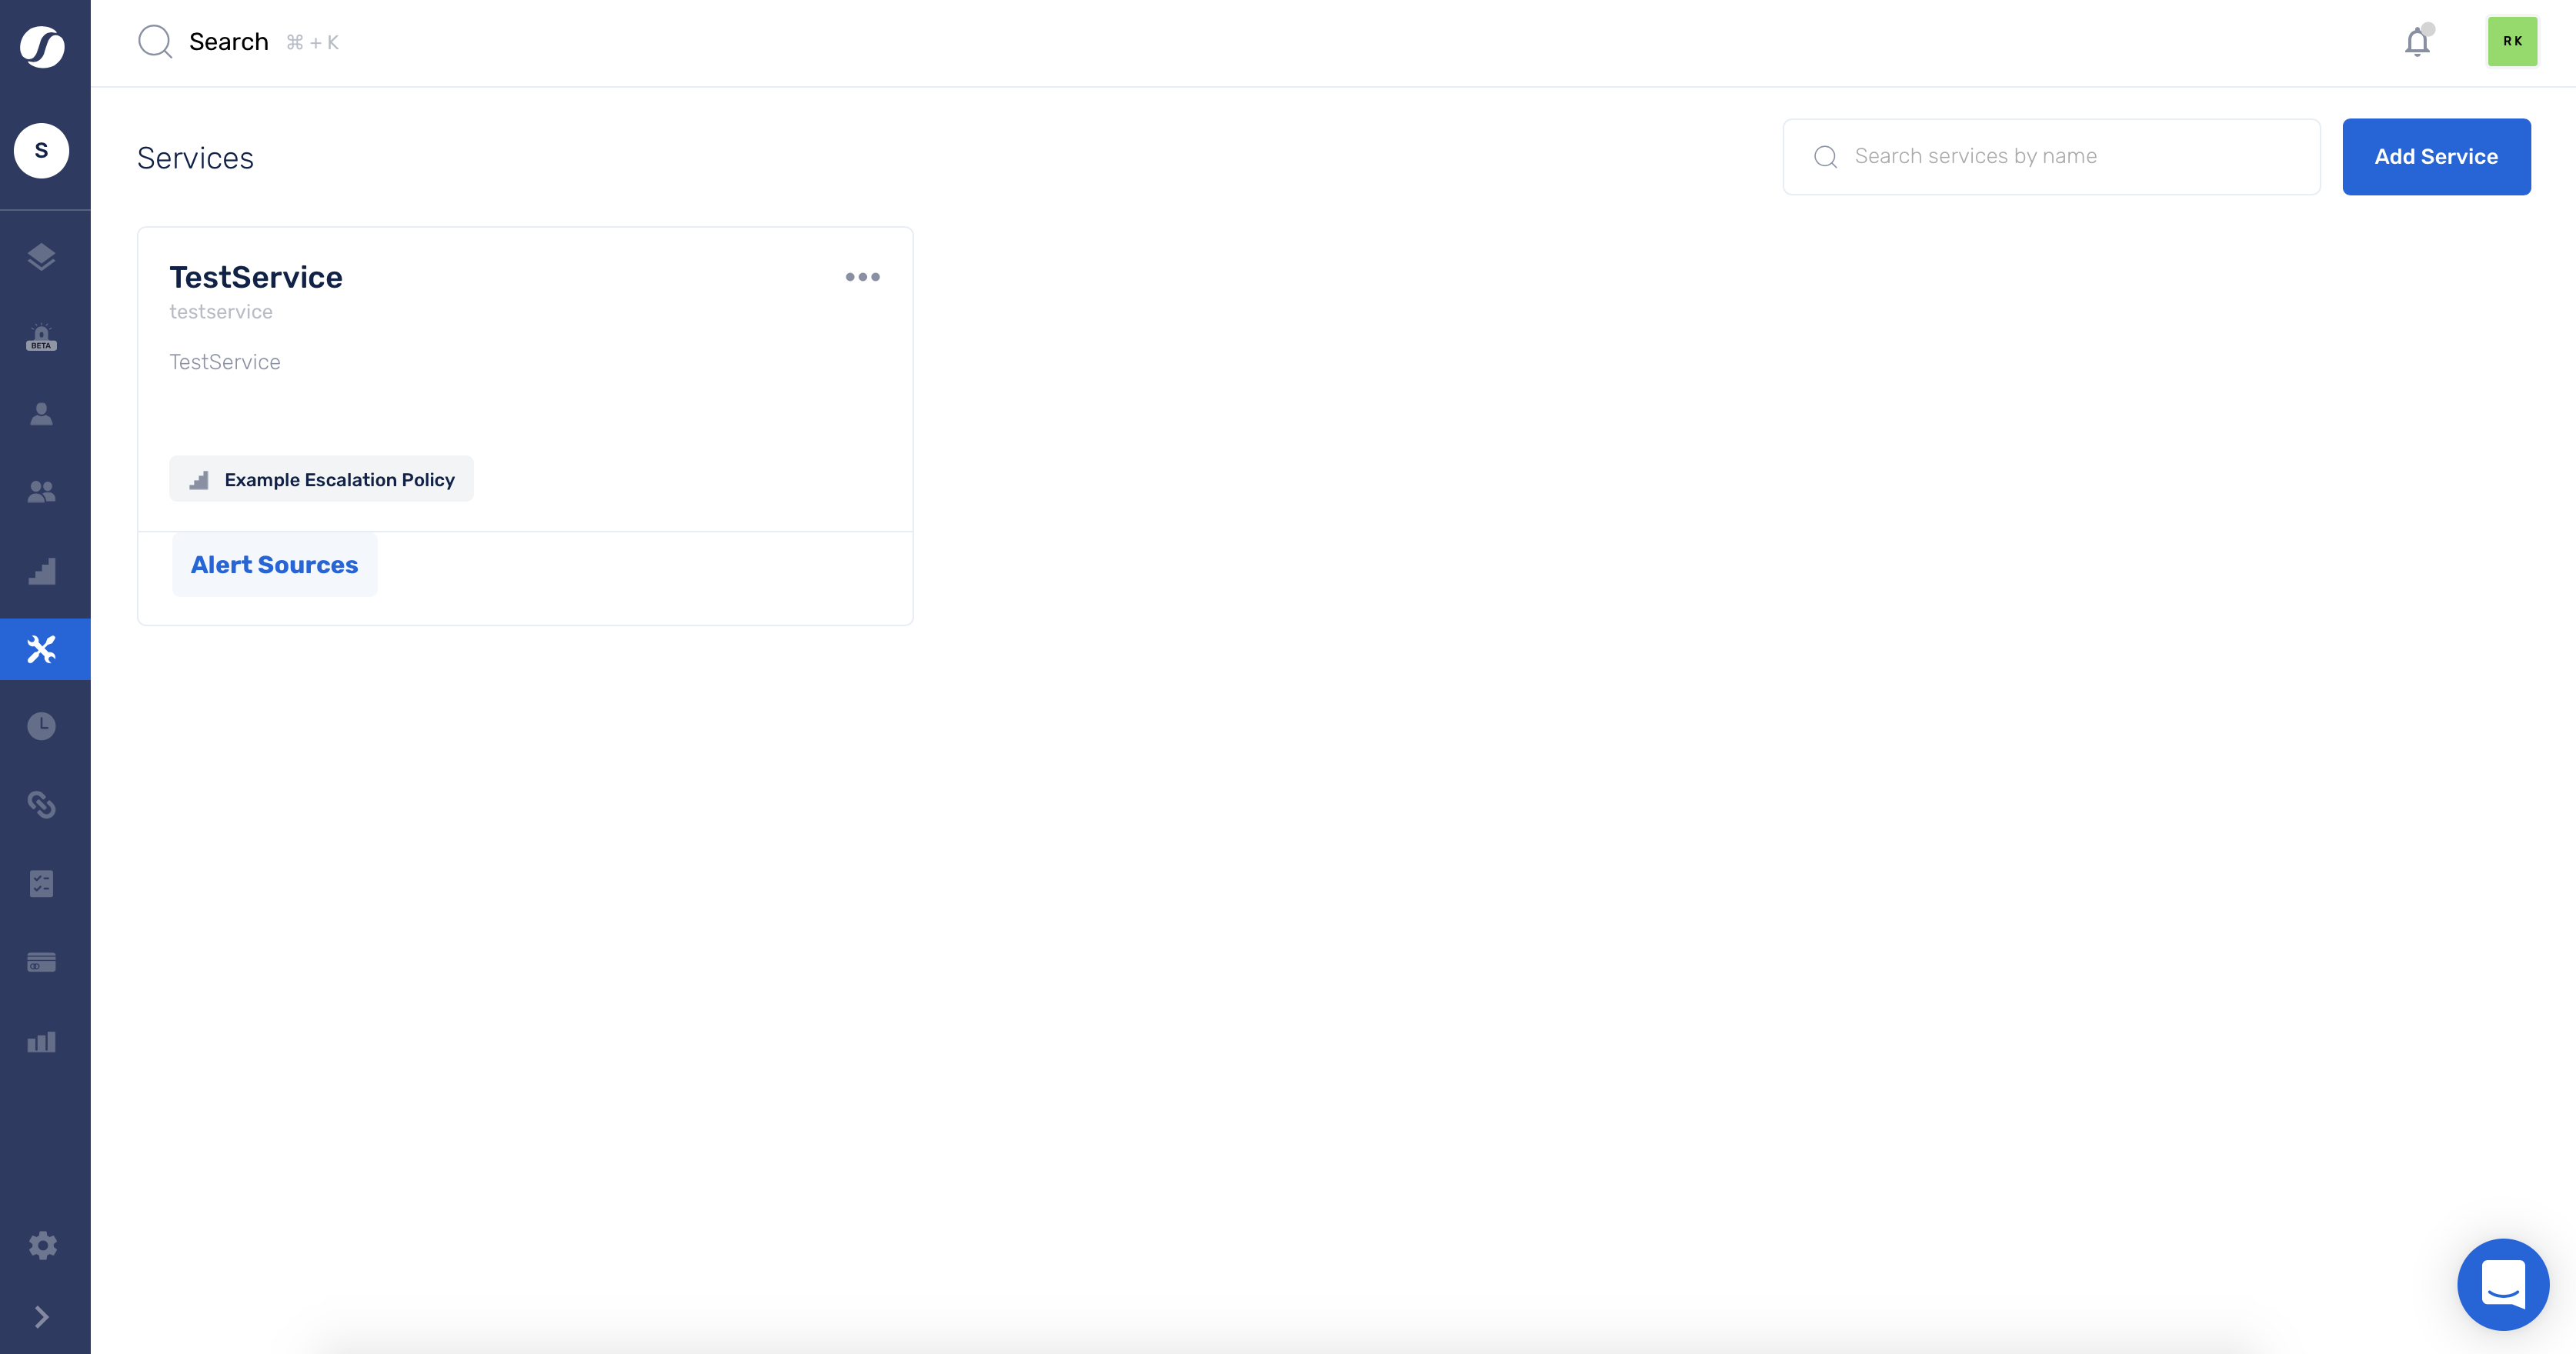 Search ⌘ + K
RK
S
Services
Search services by name
Add Service
TestService
testservice
TestService
BETA
Example Escalation Policy
Alert Sources